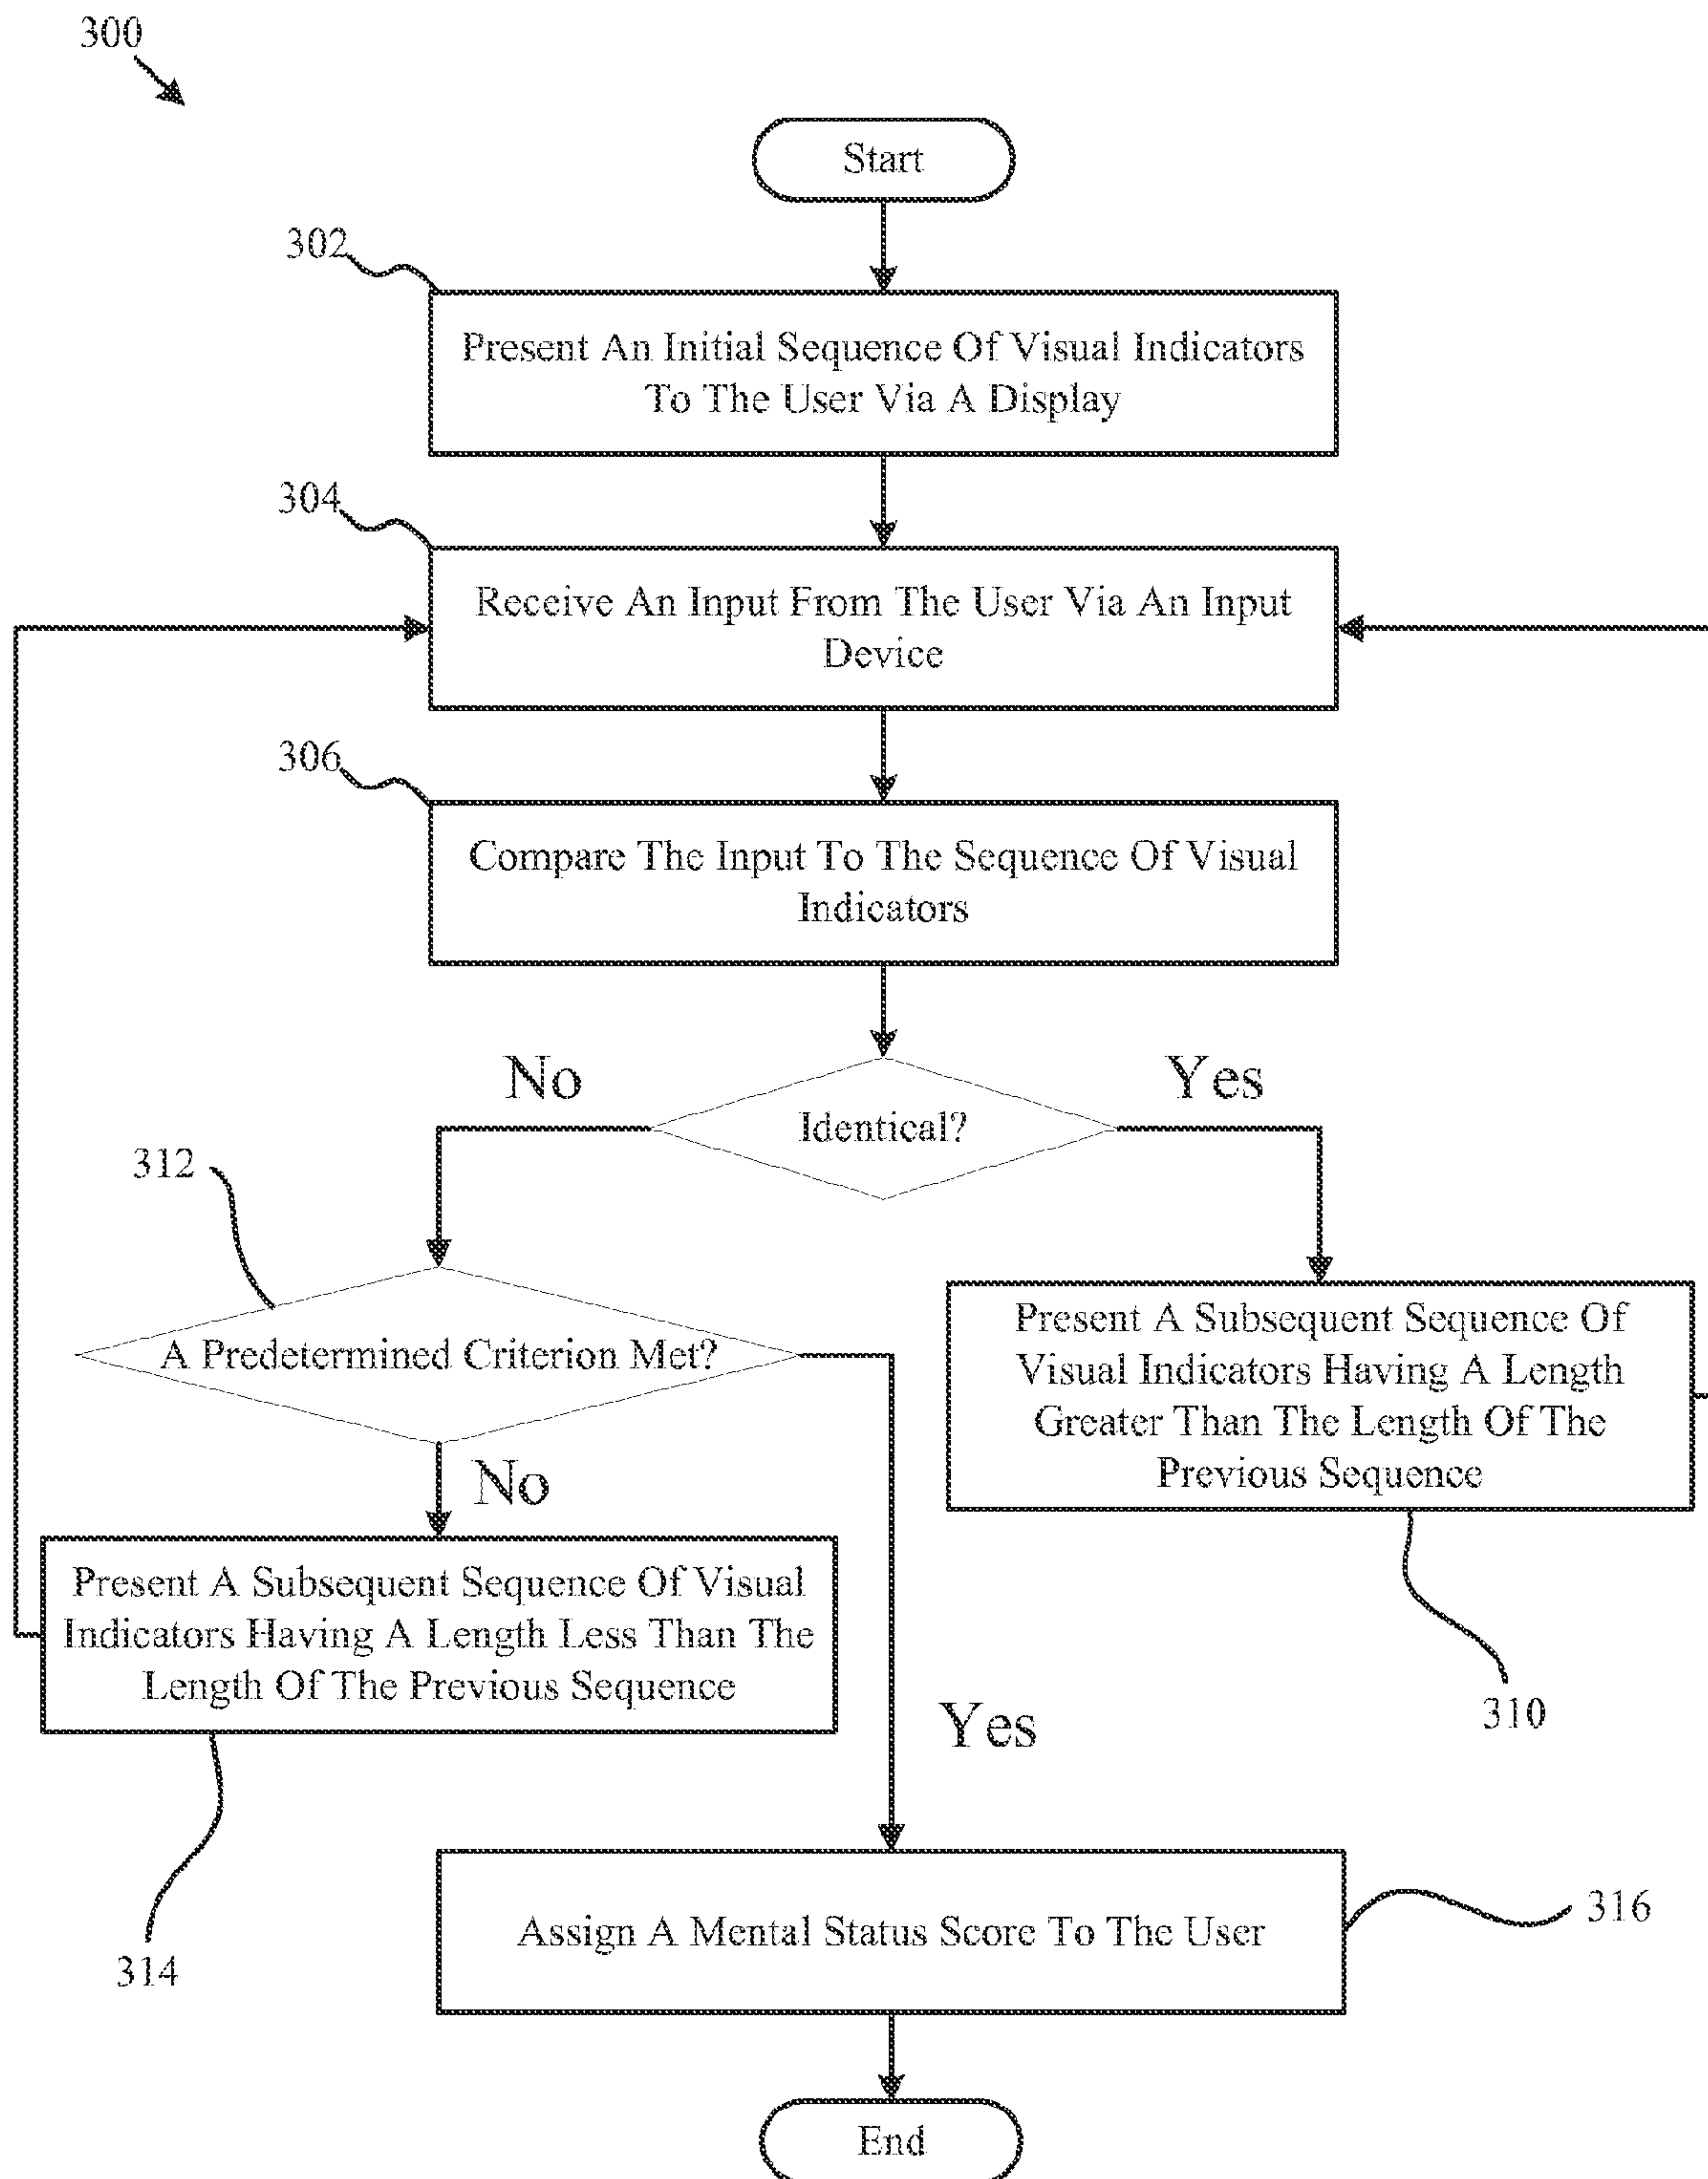 300
Start
302
Present An Initial Sequence Of Visual Indicators
To The User Via A Display
304
Receive An Input From The User Via An Input
Device
306
Compare The Input To The Sequence Of Visual
Indicators
No
Yes
Identical?
312
A Predetermined Criterion Met?
Present A Subsequent Sequence Of
Visual Indicators Having A Length
Greater Than The Length Of The
Previous Sequence
No
Present A Subsequent Sequence Of Visual
Indicators Having A Length Less Than The
Length Of The Previous Sequence
310
Yes
314
Assign A Mental Status Score To The User
316
End